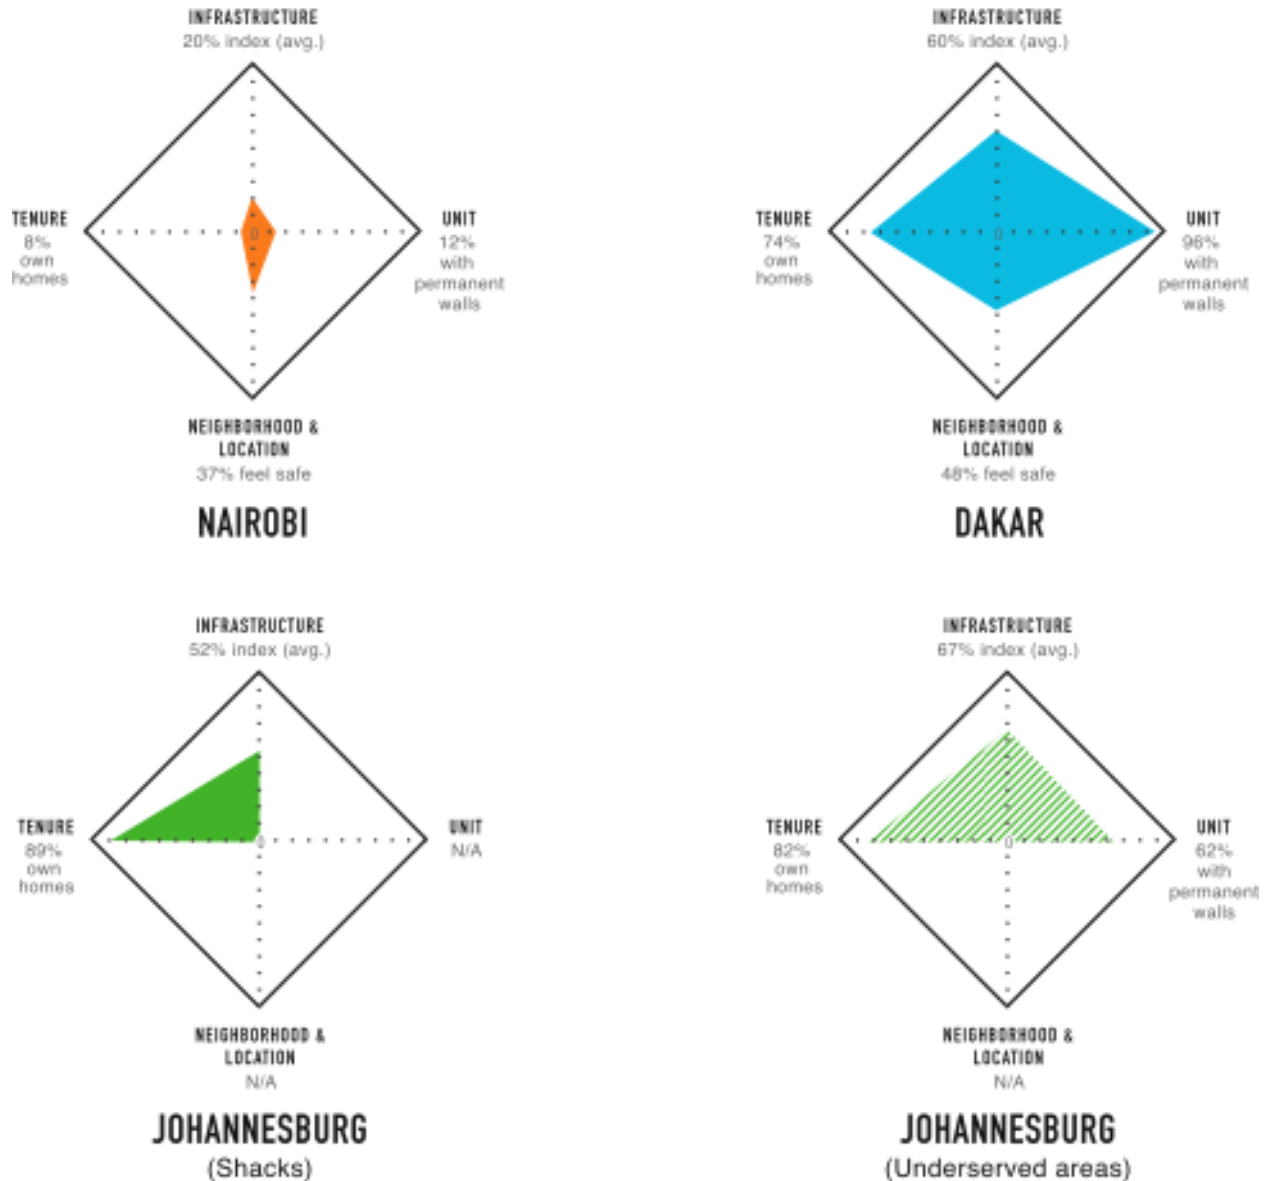 INFRASTRUCTURE
20% index (avg.)
TENURE
8%
own
homes
0
UNIT
12%
with
permanent
walls
NEIGHBORHOOD &
LOCATION
37% feel safe
NAIROBI
INFRASTRUCTURE
60% index (avg.)
TENURE
74%
own
homes
0
UNIT
96%
with
permanent
walls
NEIGHBORHOOD &
LOCATION
48% feel safe
DAKAR
INFRASTRUCTURE
52% index (avg.)
TENURE
89%
own
homes
0
UNIT
N/A
NEIGHBORHOOD &
LOCATION
N/A
JOHANNESBURG
(Shacks)
INFRASTRUCTURE
67% index (avg.)
TENURE
82%
own
homes
0
UNIT
62%
with
permanent
walls
NEIGHBORHOOD &
LOCATION
N/A
JOHANNESBURG
(Underserved areas)